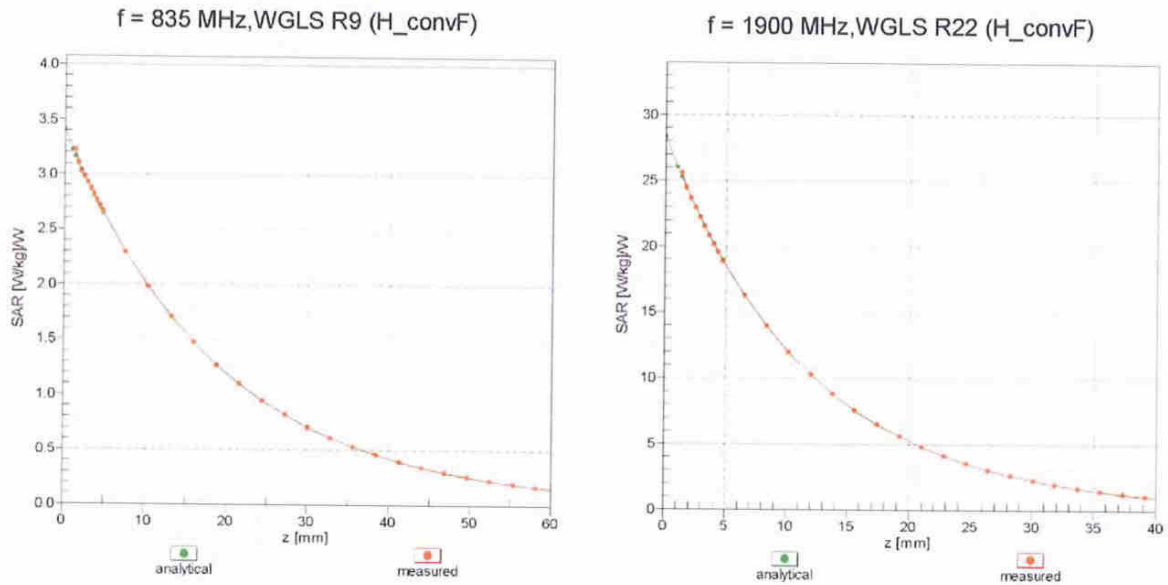 f = 835 MHz,WGLS R9 (H_convF)
4.0
3.5
3.0
2.5
2.0
1.5
1.0
0.5
0.0
SAR [W/kg]/W
0 10 20 30 40 50 60
z [mm]
analytical measured
f = 1900 MHz,WGLS R22 (H_convF)
30
25
20
15
10
5
0
SAR [W/kg]/W
0 5 10 15 20 25 30 35 40
z [mm]
analytical measured